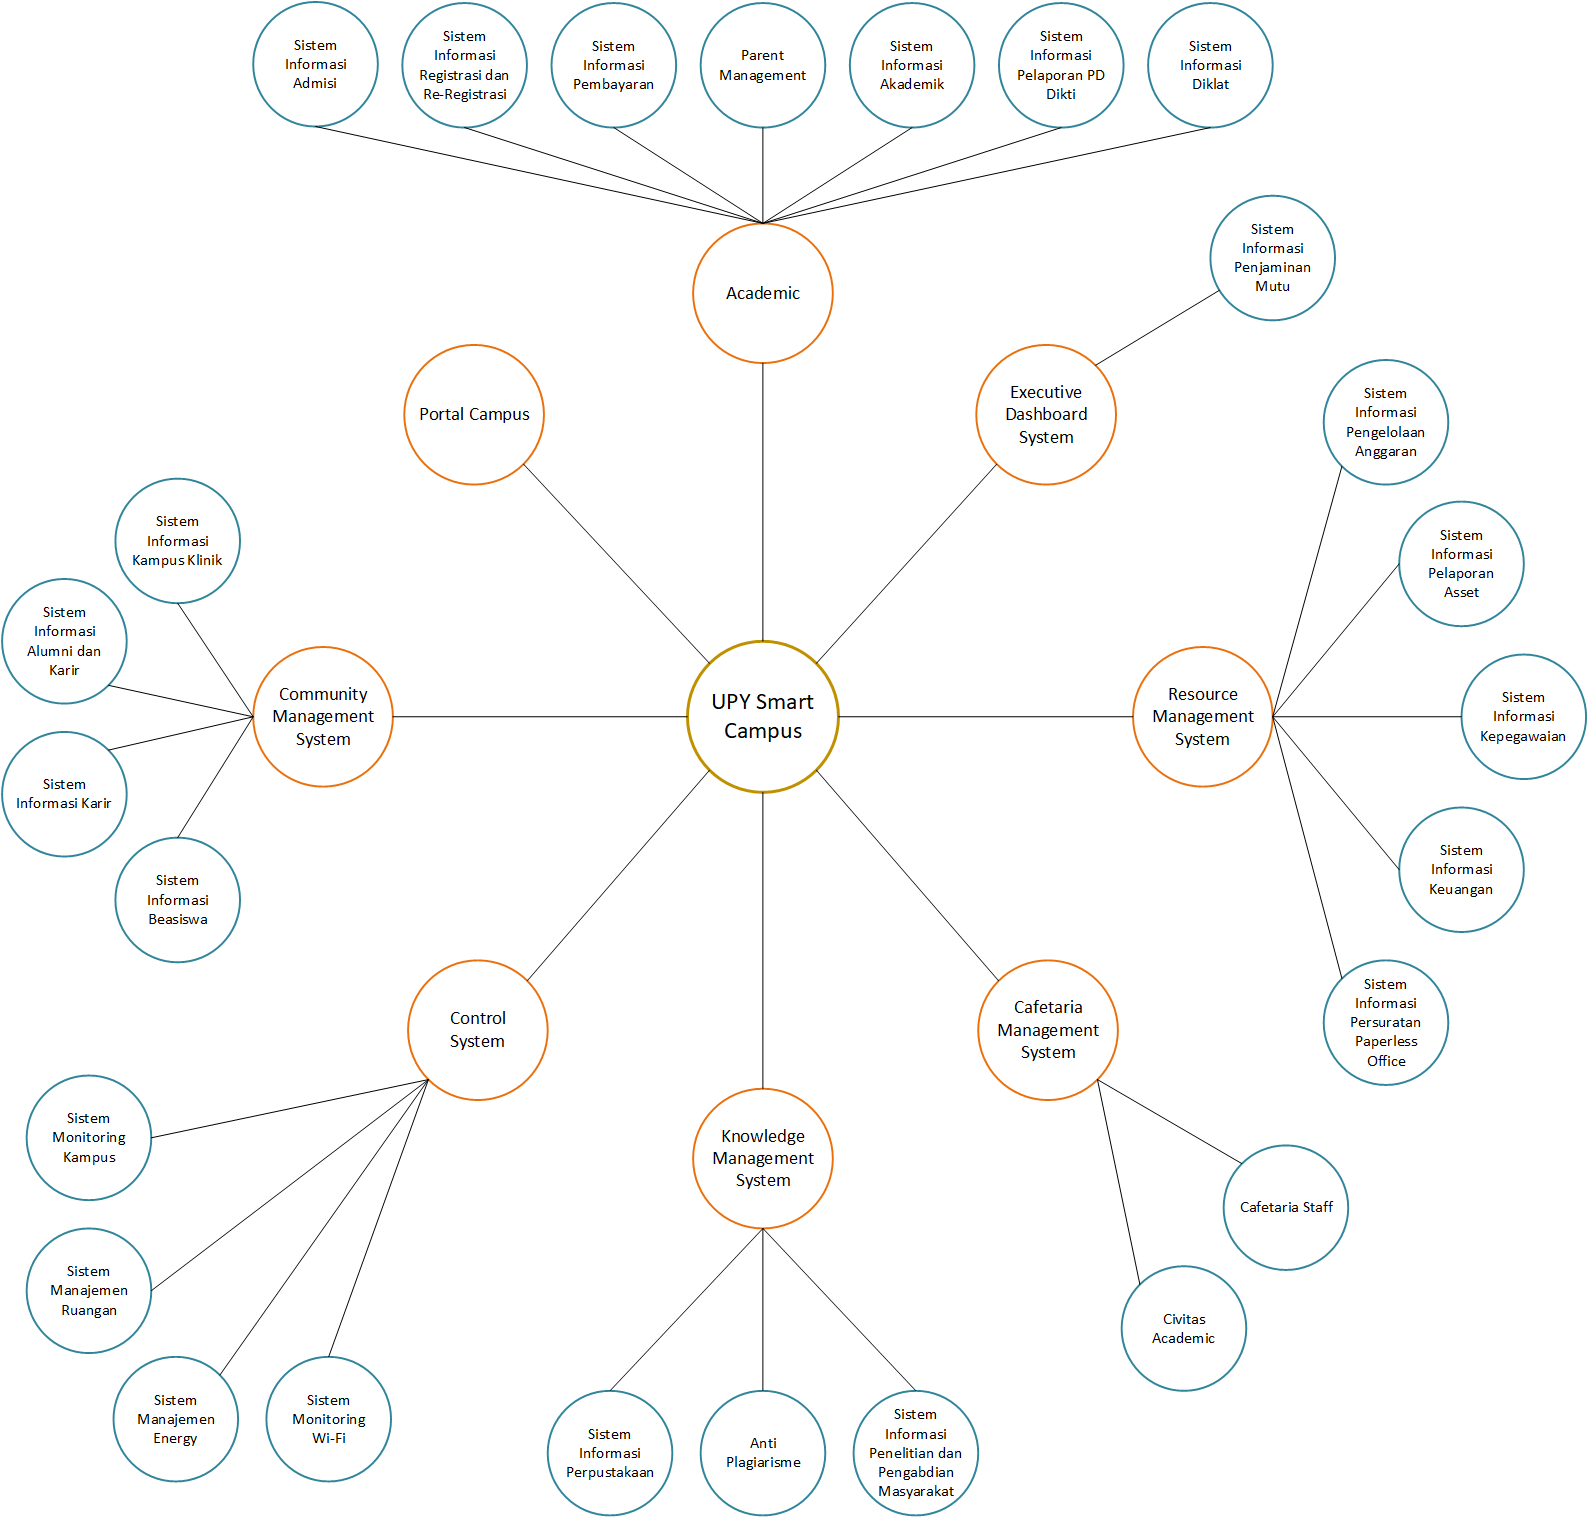 Sistem
Informasi
Admisi
Sistem
Informasi
Registrasi dan
Re-Registrasi
Sistem
Informasi
Pembayaran
Parent
Management
Sistem
Informasi
Akademik
Sistem
Informasi
Pelaporan PD
Dikti
Sistem
Informasi
Diklat
Academic
Sistem
Informasi
Penjaminan
Mutu
Portal Campus
Executive
Dashboard
System
Sistem
Informasi
Pengelolaan
Anggaran
Sistem
Informasi
Kampus Klinik
Sistem
Informasi
Pelaporan
Asset
Sistem
Informasi
Alumni dan
Karir
Community
Management
System
UPY Smart
Campus
Resource
Management
System
Sistem
Informasi
Kepegawaian
Sistem
Informasi Karir
Sistem
Informasi
Beasiswa
Sistem
Informasi
Keuangan
Control
System
Cafetaria
Management
System
Sistem
Informasi
Persuratan
Paperless
Office
Sistem
Monitoring
Kampus
Knowledge
Management
System
Cafetaria Staff
Sistem
Manajemen
Ruangan
Civitas
Academic
Sistem
Manajemen
Energy
Sistem
Monitoring
Wi-Fi
Sistem
Informasi
Perpustakaan
Anti
Plagiarisme
Sistem
Informasi
Penelitian dan
Pengabdian
Masyarakat